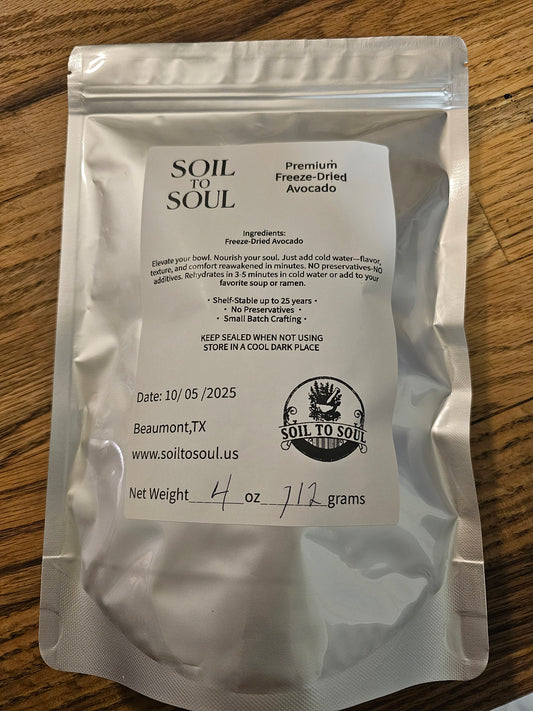 SOIL
TO
SOUL
Premium
Freeze-Dried
Avocado
Ingredients:
Freeze-Dried Avocado
Elevate your bowl. Nourish your soul. Just add cold water—flavor,
texture, and comfort reawakened in minutes. NO preservatives-NO
additives. Rehydrates in 3-5 minutes in cold water or add to your
favorite soup or ramen.
• Shelf-Stable up to 25 years •
• No Preservatives •
• Small Batch Crafting •
KEEP SEALED WHEN NOT USING
STORE IN A COOL DARK PLACE
Date: 10/ 05 /2025
Beaumont,TX
www.soiltosoul.us
SOIL TO SOUL
Net Weight 4 oz 112 grams